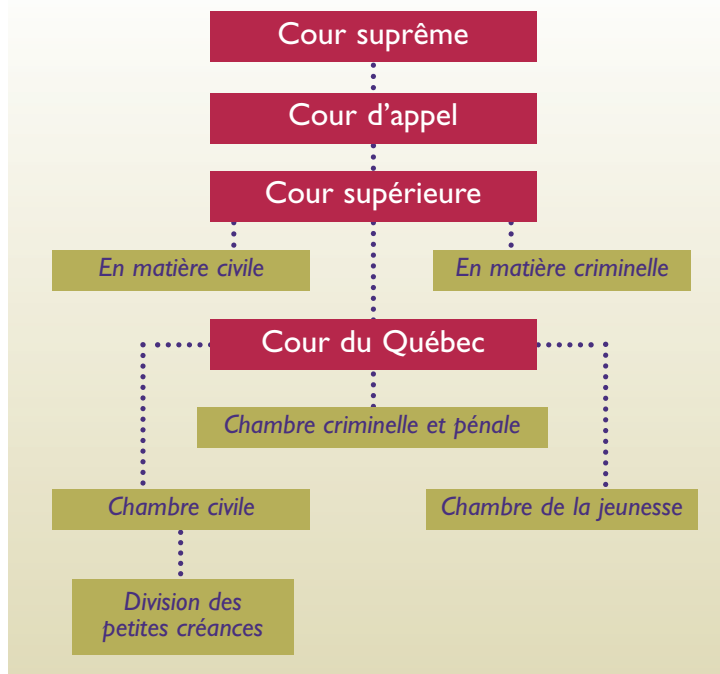 Cour suprême
Cour d'appel
Cour supérieure
En matière civile
En matière criminelle
Cour du Québec
Chambre criminelle et pénale
Chambre civile
Chambre de la jeunesse
Division des
petites créances